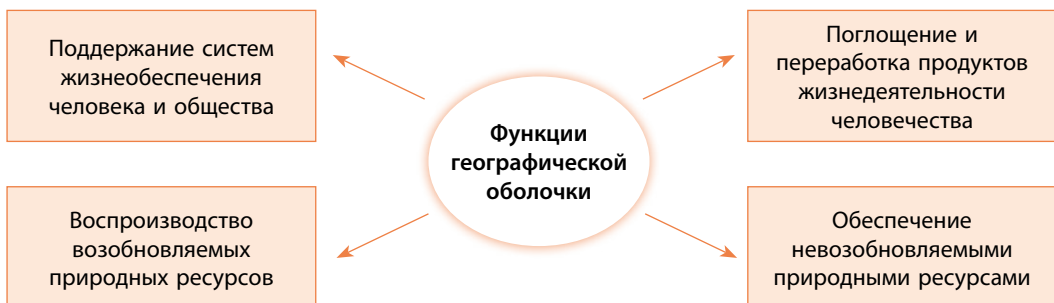 Поддержание систем
жизнеобеспечения
человека и общества
Поглощение и
переработка продуктов
жизнедеятельности
человечества
Функции
географической
оболочки
Воспроизводство
возобновляемых
природных ресурсов
Обеспечение
невозобновляемыми
природными ресурсами